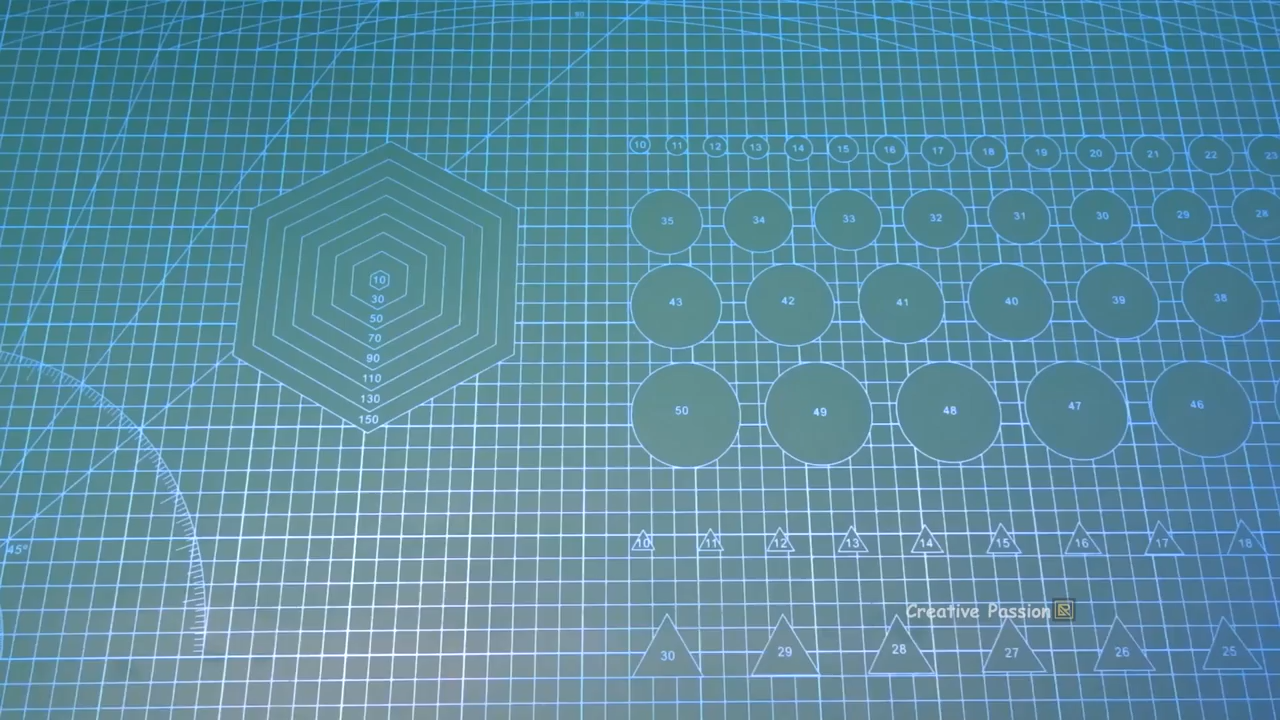 90
10 11 12 13 14 15 16 17 18 19 20 21 22 23
35 34 33 32 31 30 29 28
10
30
50
70
90
110
130
150
43 42 41 40 39 38
50 49 48 47 46
45°
10 11 12 13 14 15 16 17 18
Creative Passion
30 29 28 27 26 25